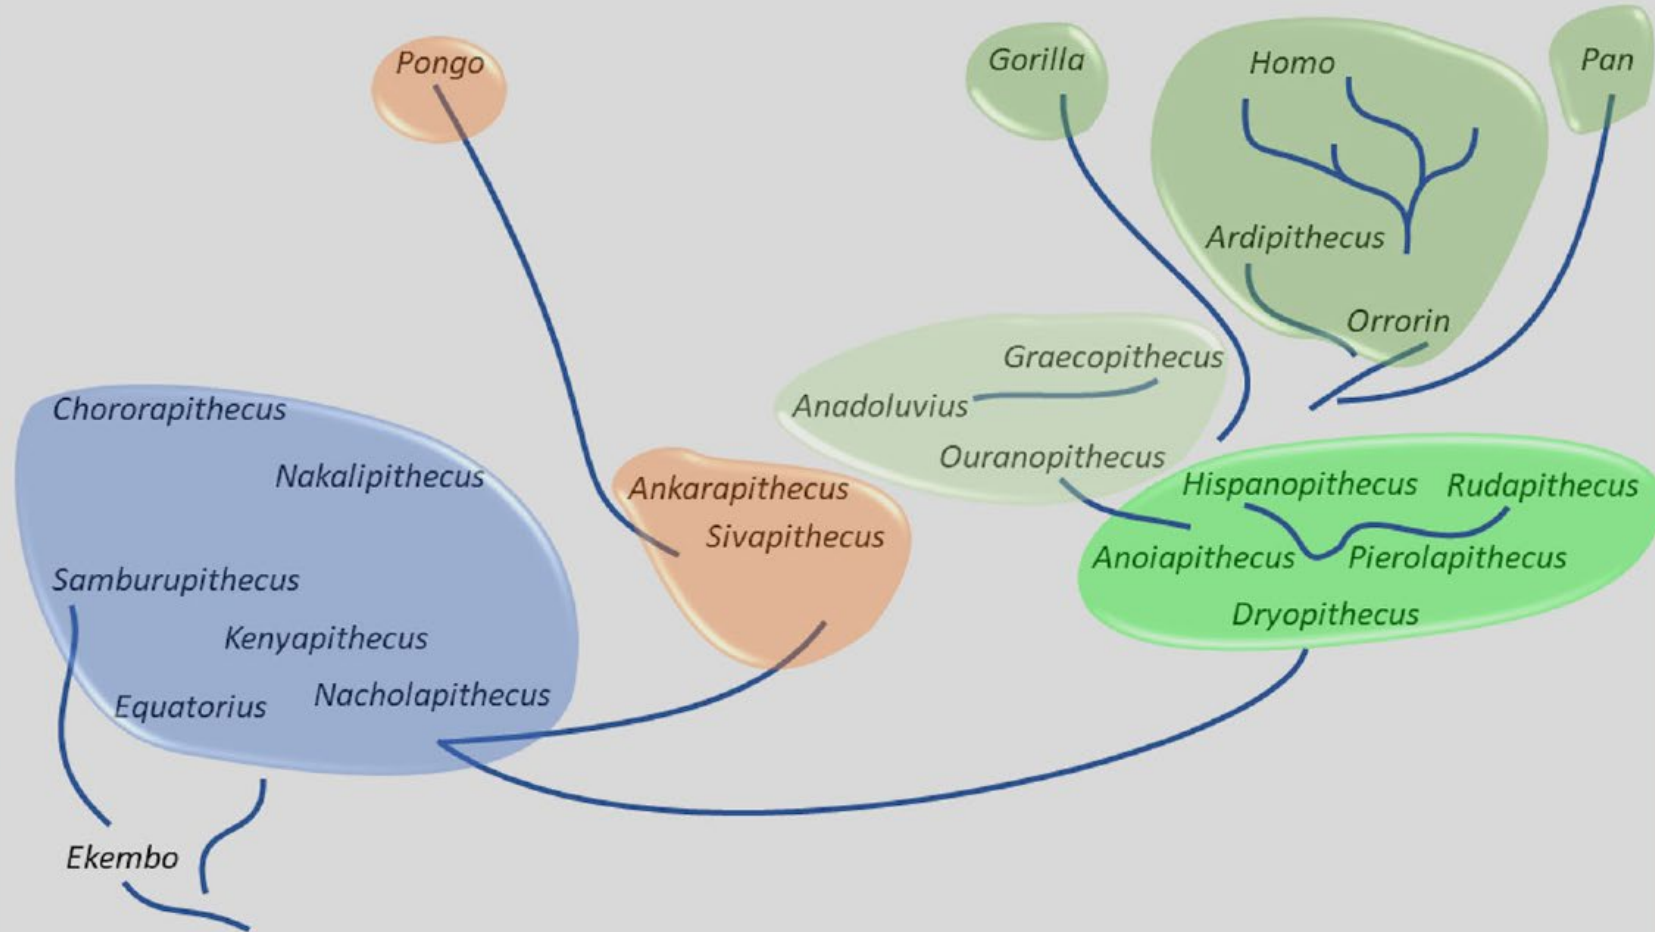 Pongo
Gorilla
Homo
Pan
Ardipithecus
Orrorin
Graecopithecus
Anadoluvius
Ouranopithecus
Chororapithecus
Nakalipithecus
Ankarapithecus
Sivapithecus
Hispanopithecus
Rudapithecus
Anoiapithecus
Pierolapithecus
Dryopithecus
Samburupithecus
Kenyapithecus
Equatorius
Nacholapithecus
Ekembo